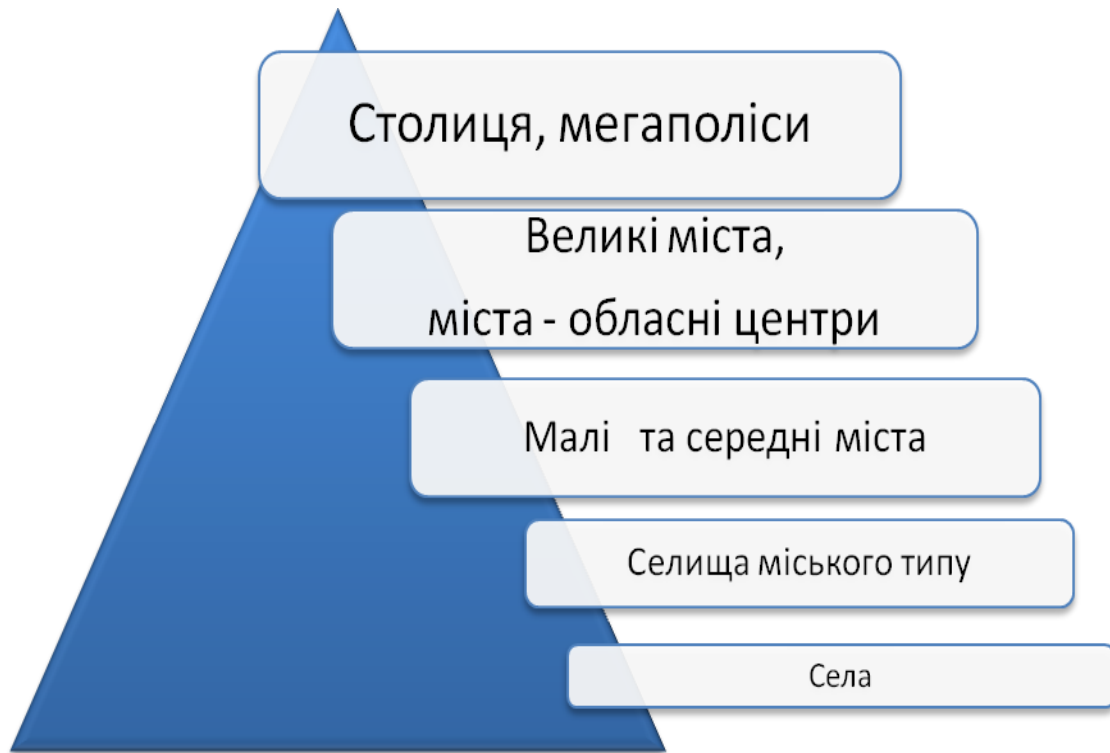 Столиця, мегаполіси
Великі міста,
міста - обласні центри
Малі та середні міста
Селища міського типу
Села